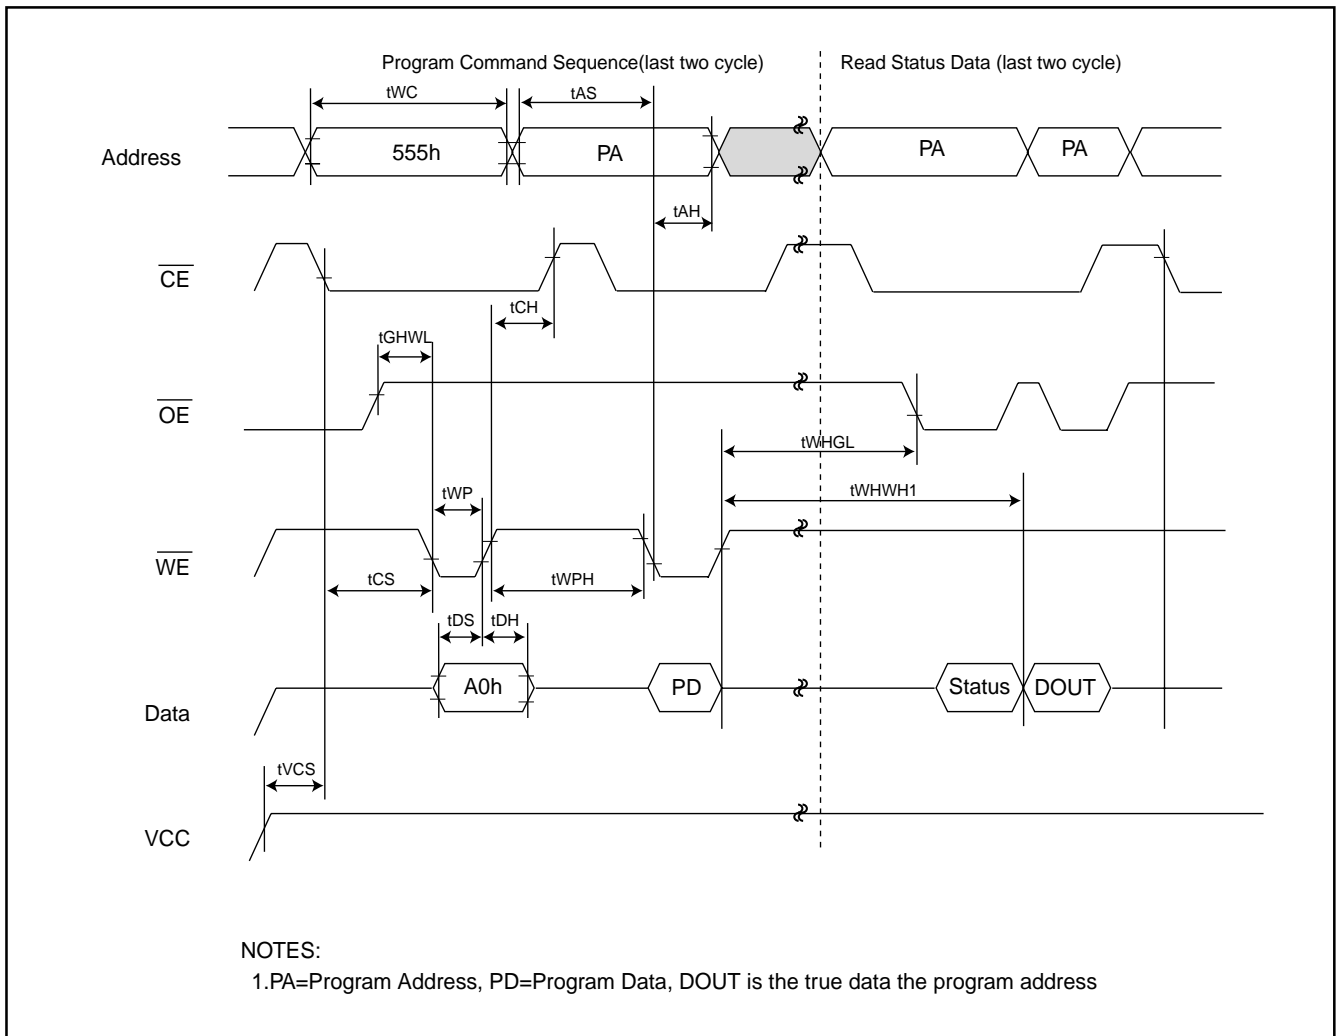 Program Command Sequence(last two cycle)
Read Status Data (last two cycle)
tWC
tAS
Address
555h
PA
PA
PA
tAH
CE
tCH
tGHWL
OE
tWHGL
tWP
tWHWH1
WE
tCS
tWPH
tDS
tDH
A0h
PD
Status
DOUT
Data
tVCS
VCC
NOTES:
1.PA=Program Address, PD=Program Data, DOUT is the true data the program address